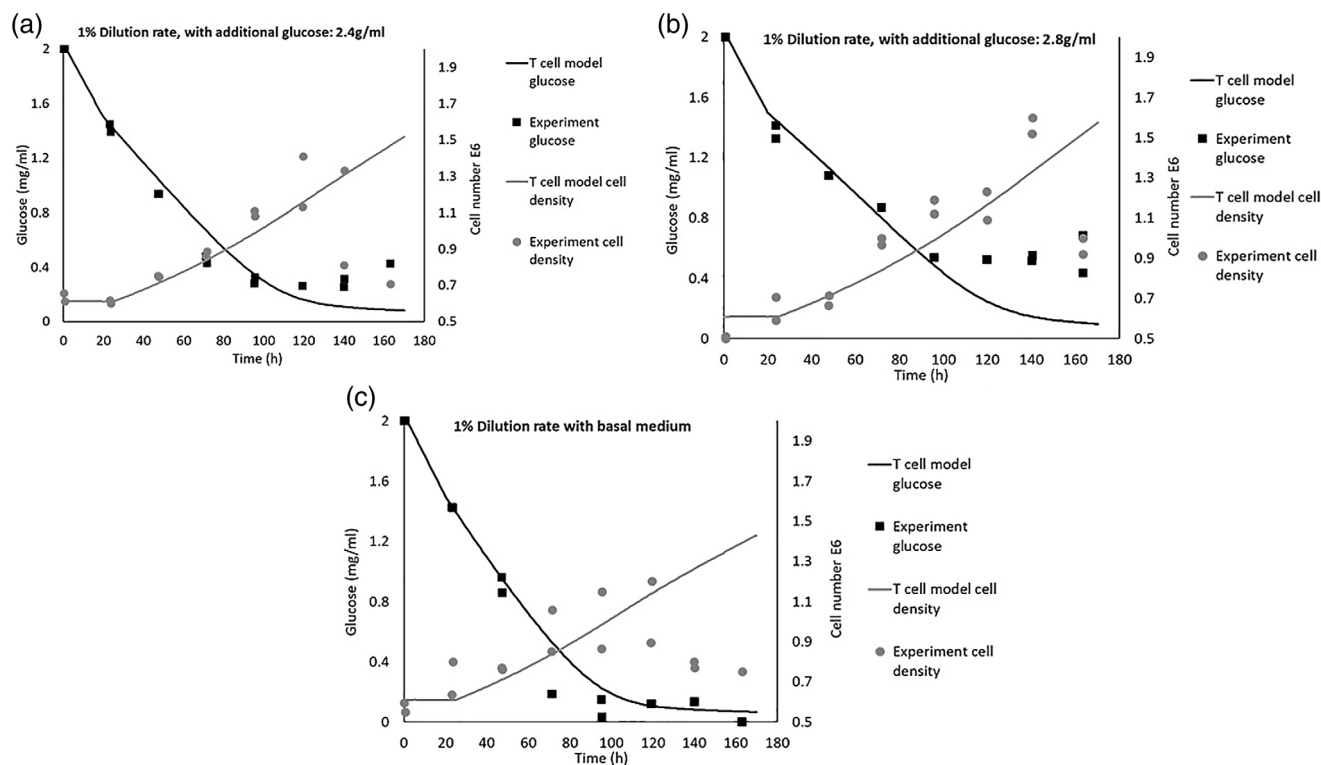 (a)
1% Dilution rate, with additional glucose: 2.4g/ml
2
1.6
1.2
0.8
0.4
0
Glucose (mg/ml)
0 20 40 60 80 100 120 140 160 180
Time (h)
1.9
1.7
1.5
1.3
1.1
0.9
0.7
0.5
Cell number E6
T cell model
glucose
Experiment
glucose
T cell model cell
density
Experiment cell
density
(b)
1% Dilution rate, with additional glucose: 2.8g/ml
2
1.6
1.2
0.8
0.4
0
Glucose (mg/ml)
0 20 40 60 80 100 120 140 160 180
Time (h)
1.9
1.7
1.5
1.3
1.1
0.9
0.7
0.5
Cell number E6
T cell model
glucose
Experiment
glucose
T cell model cell
density
Experiment cell
density
(c)
1% Dilution rate with basal medium
2
1.6
1.2
0.8
0.4
0
Glucose (mg/ml)
0 20 40 60 80 100 120 140 160 180
Time (h)
1.9
1.7
1.5
1.3
1.1
0.9
0.7
0.5
Cell number E6
T cell model
glucose
Experiment
glucose
T cell model cell
density
Experiment cell
density